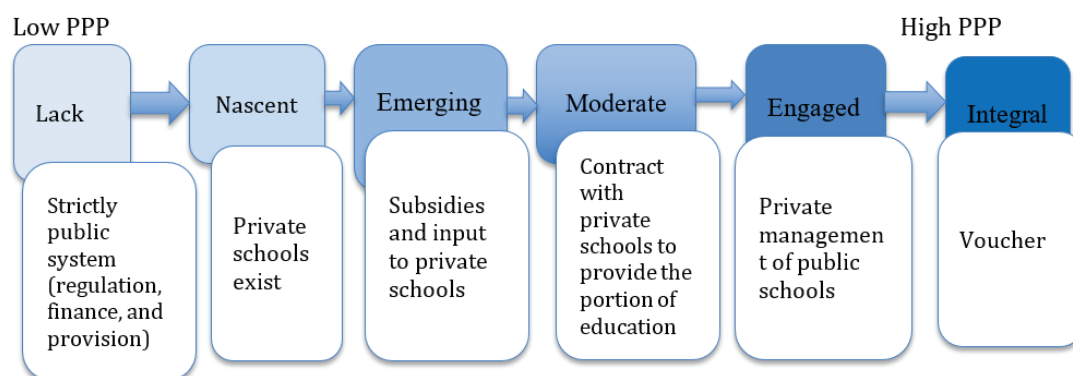 Low PPP
High PPP
Lack
Nascent
Emerging
Moderate
Engaged
Integral
Strictly
public
system
(regulation,
finance, and
provision)
Private
schools
exist
Subsidies
and input
to private
schools
Contract
with
private
schools to
provide the
portion of
education
Private
managemen
t of public
schools
Voucher